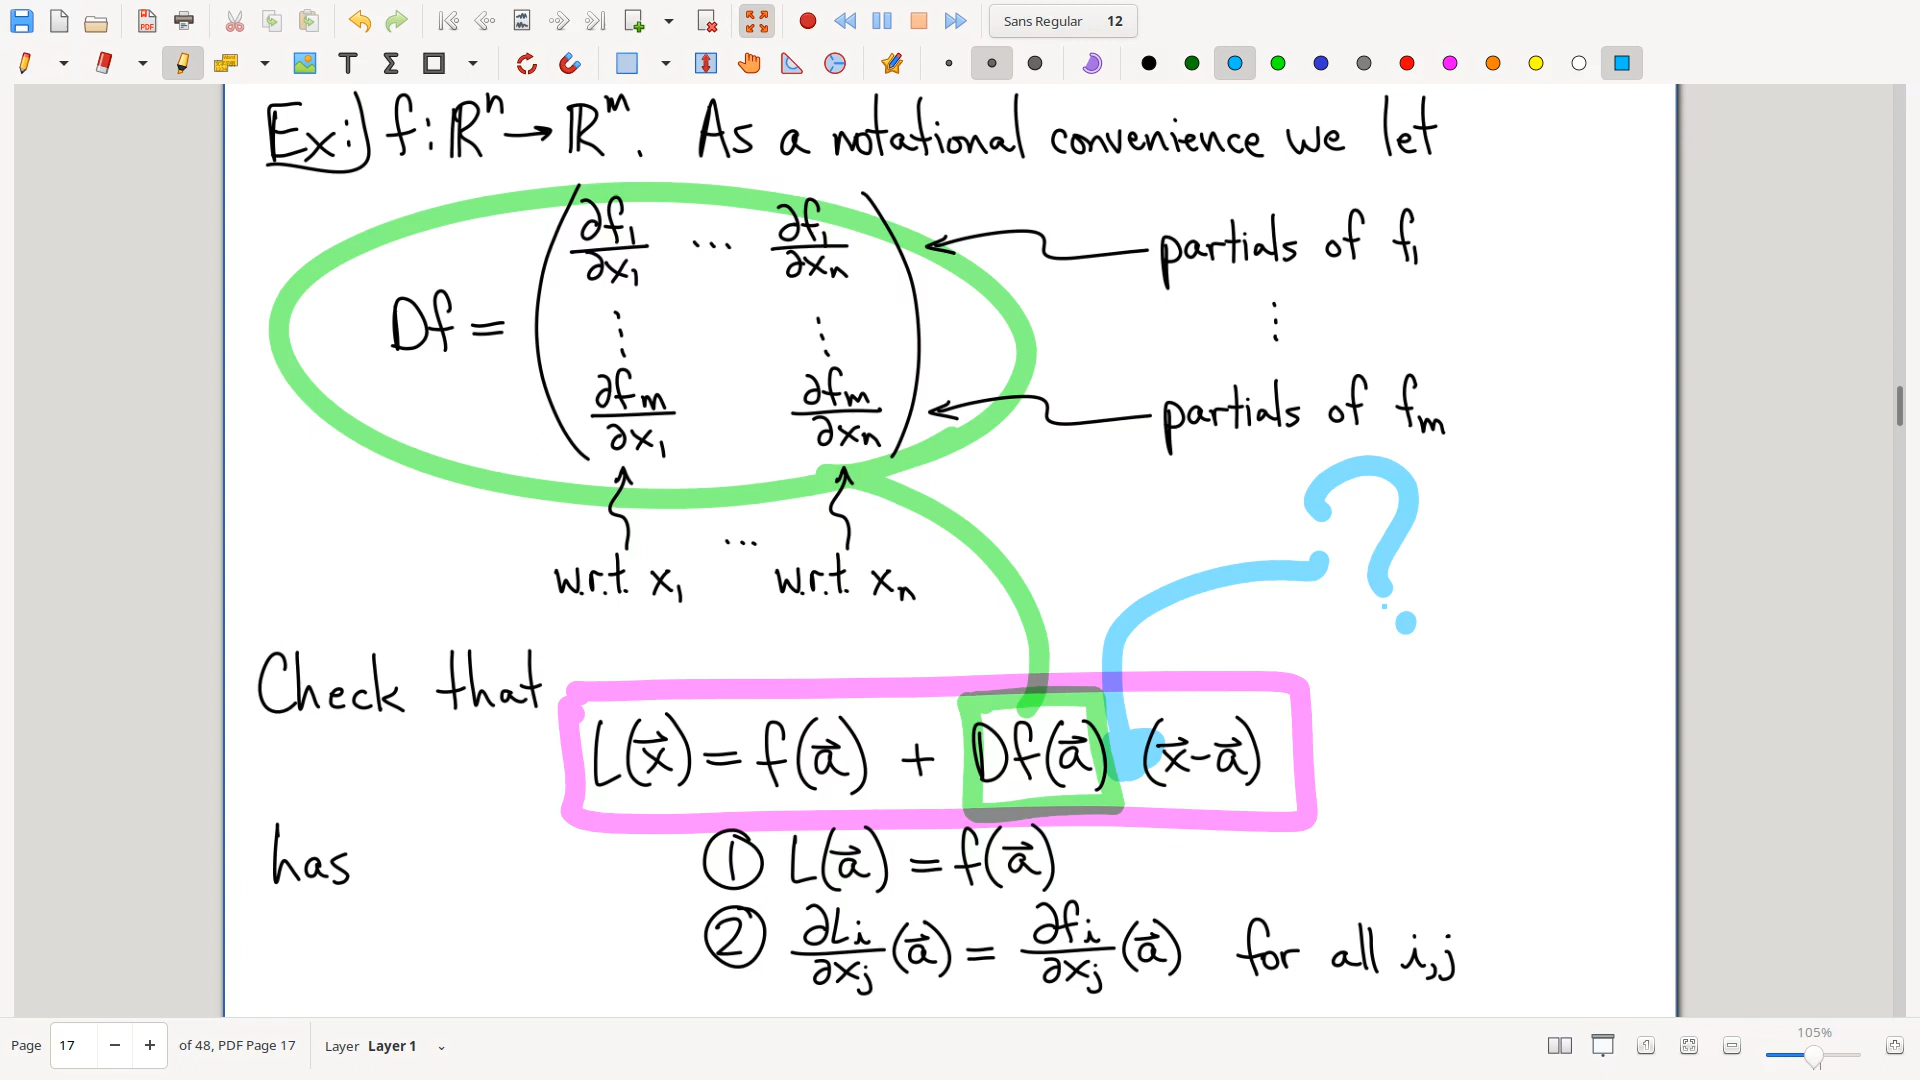 Sans Regular 12
Ex:) f: ℝⁿ → ℝᵐ. As a notational convenience we let
Df = ( ∂f₁/∂x₁ ... ∂f₁/∂xₙ ) ← partials of f₁
⋮ ⋮ ⋮
( ∂fₘ/∂x₁ ∂fₘ/∂xₙ ) ← partials of fₘ
?
w.r.t. x₁ ... w.r.t. xₙ
Check that
L(x⃗) = f(a⃗) + Df(a⃗) (x⃗-a⃗)
has ① L(a⃗) = f(a⃗)
② ∂Lᵢ/∂xⱼ (a⃗) = ∂fᵢ/∂xⱼ (a⃗) for all i,j
Page 17 − + of 48, PDF Page 17 Layer Layer 1 105%